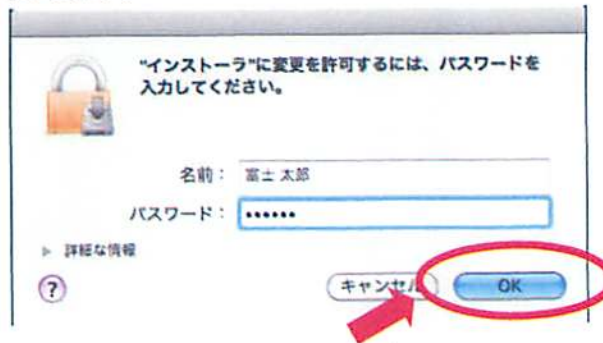 "インストーラ"に変更を許可するには、パスワードを
入力してください。
名前： 富士 太郎
パスワード： ••••••
▶ 詳細な情報
?
キャンセル
OK